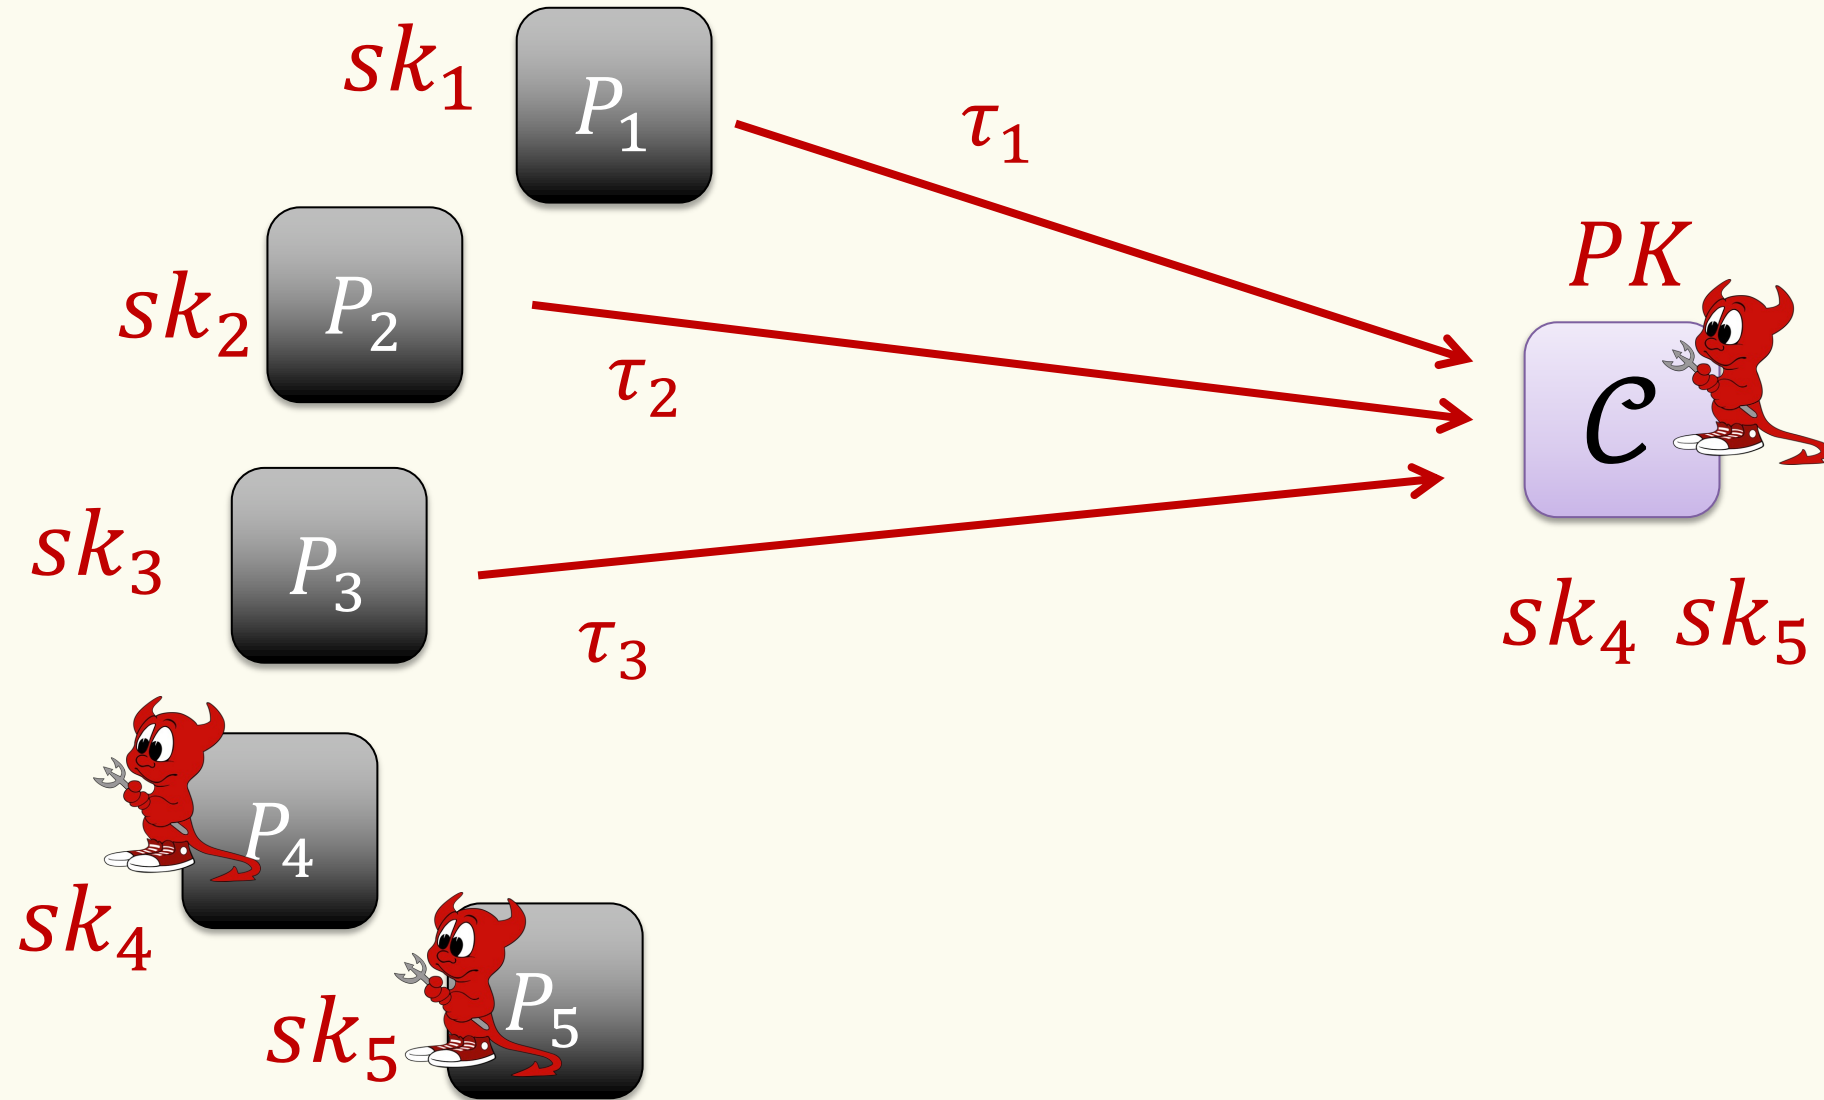 sk₁
P₁
τ₁
PK
sk₂
P₂
τ₂
𝒞
sk₃
P₃
τ₃
sk₄ sk₅
P₄
sk₄
P₅
sk₅